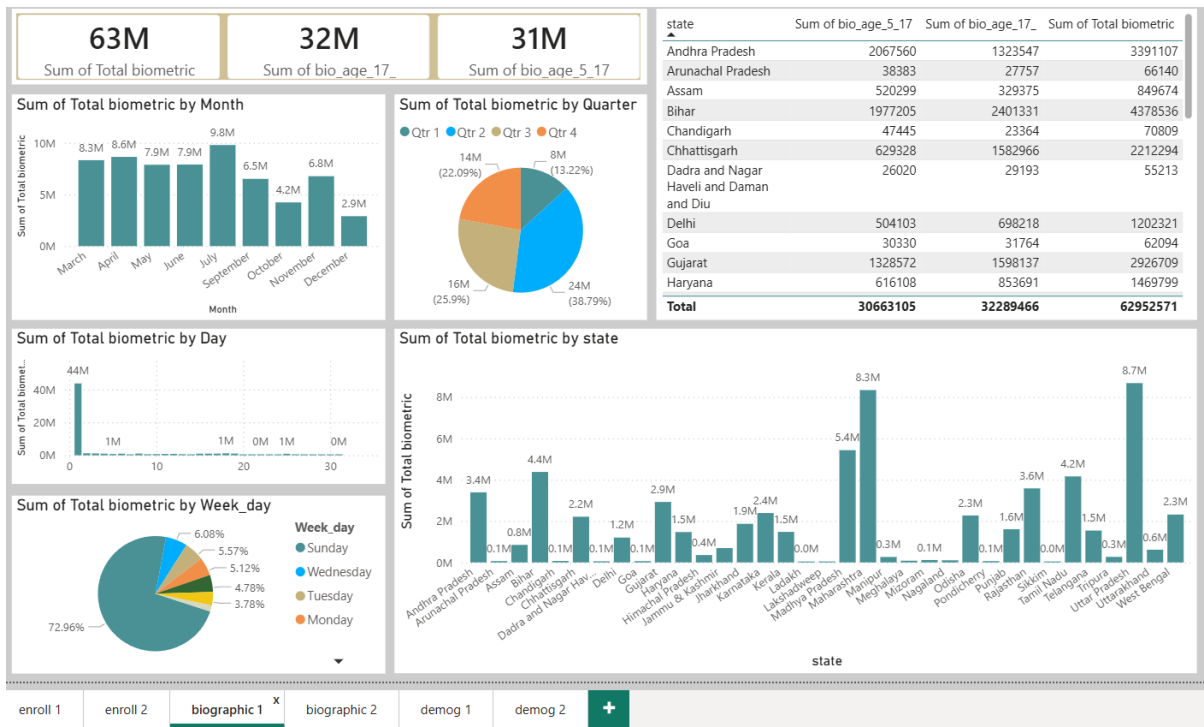 63M
Sum of Total biometric
32M
Sum of bio_age_17_
31M
Sum of bio_age_5_17
state Sum of bio_age_5_17 Sum of bio_age_17_ Sum of Total biometric
Andhra Pradesh 2067560 1323547 3391107
Arunachal Pradesh 38383 27757 66140
Assam 520299 329375 849674
Bihar 1977205 2401331 4378536
Chandigarh 47445 23364 70809
Chhattisgarh 629328 1582966 2212294
Dadra and Nagar 26020 29193 55213
Haveli and Daman
and Diu
Delhi 504103 698218 1202321
Goa 30330 31764 62094
Gujarat 1328572 1598137 2926709
Haryana 616108 853691 1469799
Total 30663105 32289466 62952571
Sum of Total biometric by Month
Sum of Total biometric
10M
5M
0M
8.3M 8.6M 7.9M 7.9M 9.8M 6.5M 4.2M 6.8M 2.9M
March April May June July September October November December
Month
Sum of Total biometric by Quarter
Qtr 1 Qtr 2 Qtr 3 Qtr 4
14M
(22.09%)
8M
(13.22%)
16M
(25.9%)
24M
(38.79%)
Sum of Total biometric by Day
Sum of Total biomet...
40M
20M
0M
44M 1M 1M 0M 1M 0M
0 10 20 30
Sum of Total biometric by Week_day
6.08%
5.57%
5.12%
4.78%
3.78%
72.96%
Week_day
Sunday
Wednesday
Tuesday
Monday
Sum of Total biometric by state
Sum of Total biometric
8M
6M
4M
2M
0M
3.4M 0.1M 0.8M 4.4M 0.1M 2.2M 0.1M 1.2M 0.1M 2.9M 1.5M 0.4M 1.9M 2.4M 1.5M 0.0M 5.4M 8.3M 0.3M 0.1M 2.3M 0.1M 1.6M 3.6M 0.0M 4.2M 1.5M 0.3M 8.7M 0.6M 2.3M
Andhra Pradesh Arunachal Pradesh Assam Bihar Chandigarh Chhattisgarh Dadra and Nagar Hav... Delhi Goa Gujarat Haryana Himachal Pradesh Jammu & Kashmir Jharkhand Karnataka Kerala Ladakh Lakshadweep Madhya Pradesh Maharashtra Manipur Meghalaya Mizoram Nagaland Odisha Pondicherry Punjab Rajasthan Sikkim Tamil Nadu Telangana Tripura Uttar Pradesh Uttarakhand West Bengal
state
enroll 1 enroll 2 biographic 1 x biographic 2 demog 1 demog 2 +